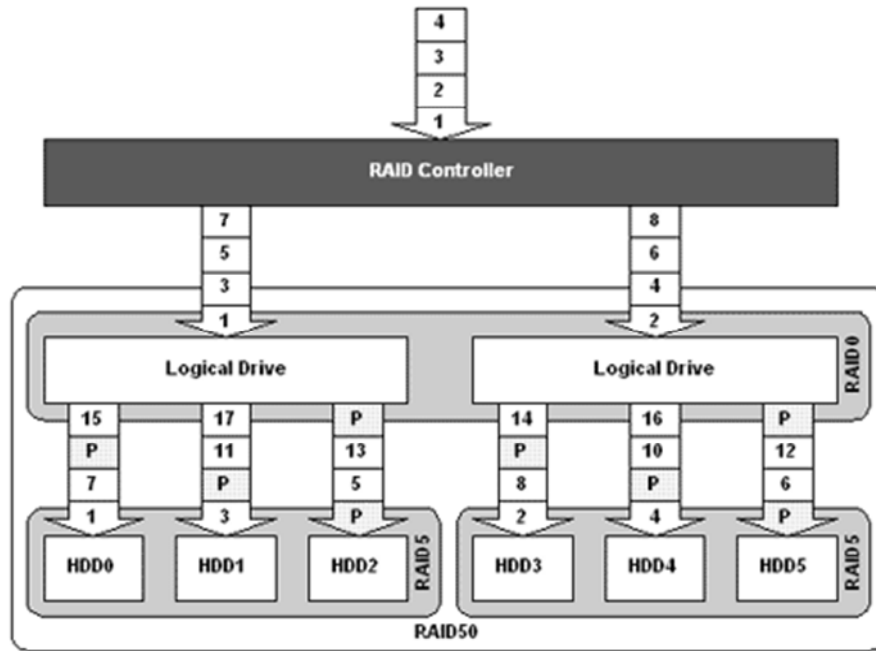 4
3
2
1
RAID Controller
7 8
5 6
3 4
1 2
Logical Drive Logical Drive RAID0
15 17 P 14 16 P
P 11 13 P 10 12
7 P 5 8 P 6
1 3 P 2 4 P
HDD0 HDD1 HDD2 RAID5 HDD3 HDD4 HDD5 RAID5
RAID50